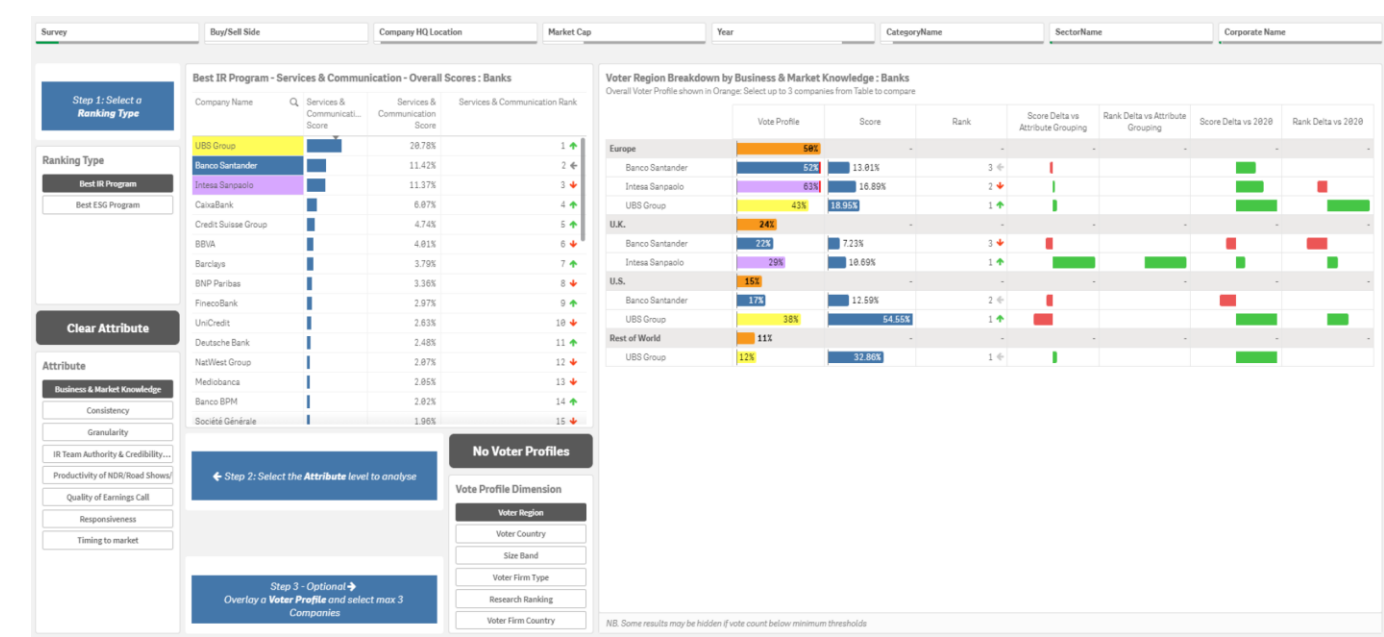 Survey
Buy/Sell Side
Company HQ Location
Market Cap
Year
CategoryName
SectorName
Corporate Name
Step 1: Select a
Ranking Type
Ranking Type
Best IR Program
Best ESG Program
Clear Attribute
Attribute
Business & Market Knowledge
Consistency
Granularity
IR Team Authority & Credibility....
Productivity of NDR/Road Shows/
Quality of Earnings Call
Responsiveness
Timing to market
Best IR Program - Services & Communication - Overall Scores : Banks
Company Name
Services &
Communicati...
Score
Services &
Communication
Score
Services & Communication Rank
UBS Group 20.78% 1
Banco Santander 11.42% 2
Intesa Sanpaolo 11.37% 3
CaixaBank 6.07% 4
Credit Suisse Group 4.74% 5
BBVA 4.01% 6
Barclays 3.79% 7
BNP Paribas 3.36% 8
FinecoBank 2.97% 9
UniCredit 2.63% 10
Deutsche Bank 2.48% 11
NatWest Group 2.07% 12
Mediobanca 2.05% 13
Banco BPM 2.02% 14
Société Générale 1.96% 15
Step 2: Select the Attribute level to analyse
Step 3 - Optional
Overlay a Voter Profile and select max 3
Companies
No Voter Profiles
Vote Profile Dimension
Voter Region
Voter Country
Size Band
Voter Firm Type
Research Ranking
Voter Firm Country
Voter Region Breakdown by Business & Market Knowledge : Banks
Overall Voter Profile shown in Orange: Select up to 3 companies from Table to compare
Vote Profile
Score
Rank
Score Delta vs
Attribute Grouping
Rank Delta vs Attribute
Grouping
Score Delta vs 2020
Rank Delta vs 2020
Europe 50% - - - - - -
Banco Santander 52% 13.01% 3
Intesa Sanpaolo 63% 16.89% 2
UBS Group 43% 18.95% 1
U.K. 24% - - - - - -
Banco Santander 22% 7.23% 3
Intesa Sanpaolo 29% 10.69% 1
U.S. 15% - - - - - -
Banco Santander 17% 12.59% 2
UBS Group 38% 54.55% 1
Rest of World 11% - - - - - -
UBS Group 12% 32.86% 1
NB. Some results may be hidden if vote count below minimum thresholds